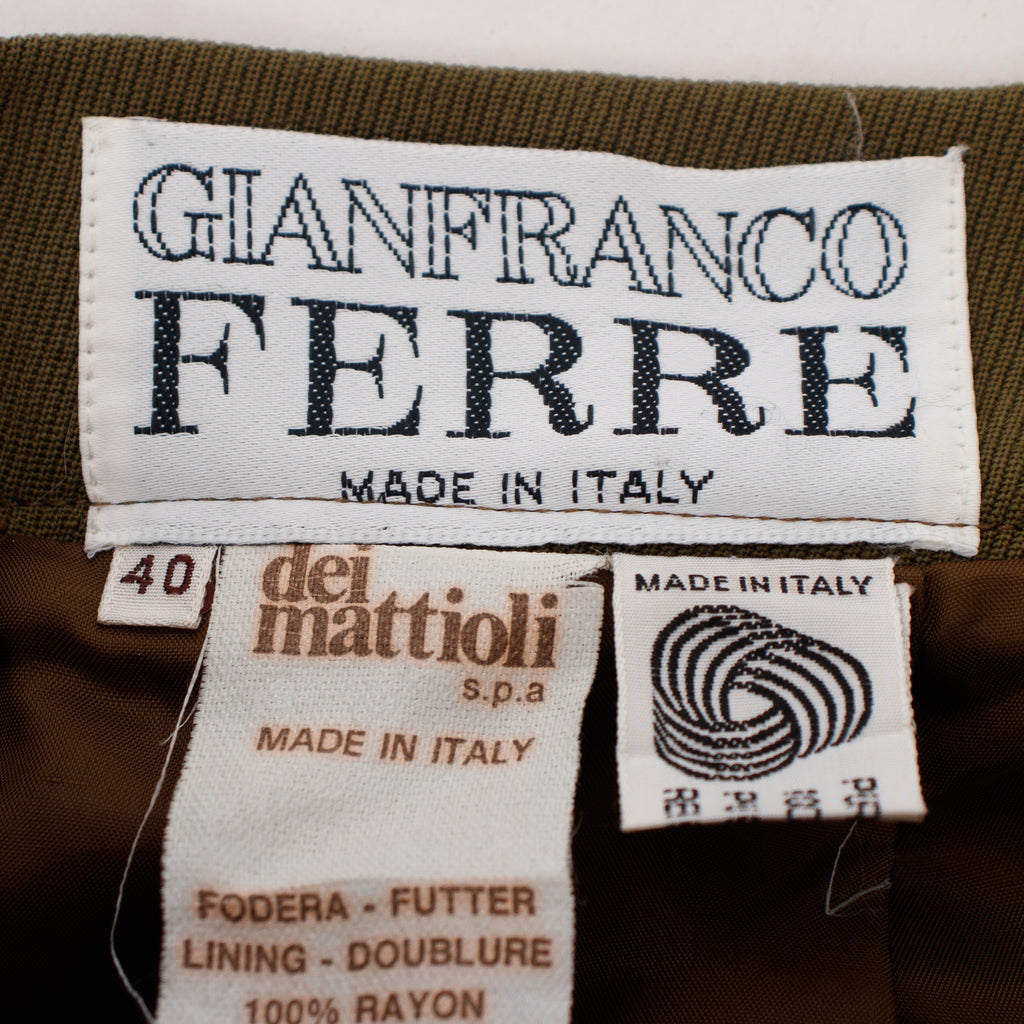 GIANFRANCO
FERRE
MADE IN ITALY
40
dei
mattioli
s.p.a
MADE IN ITALY
FODERA - FUTTER
LINING - DOUBLURE
100% RAYON
MADE IN ITALY